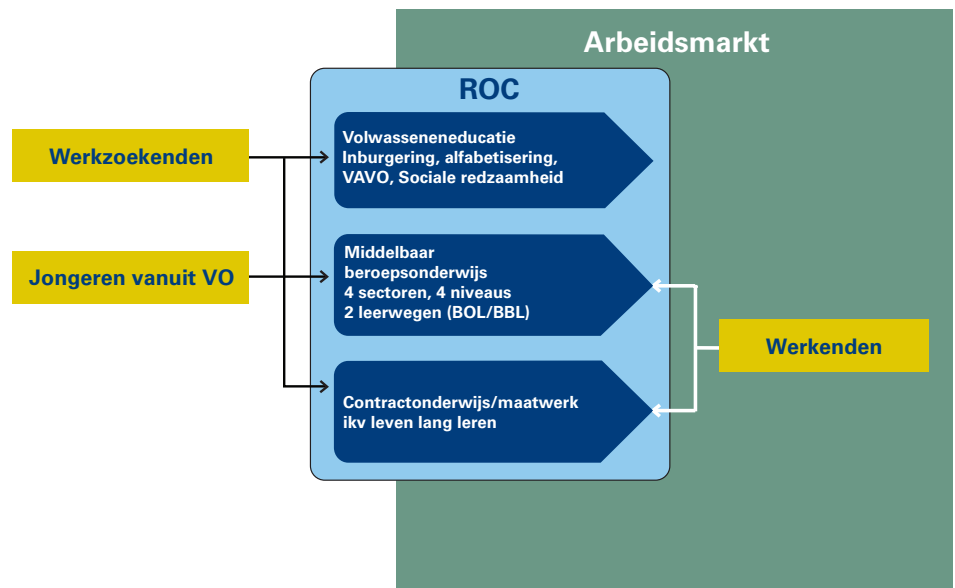 Arbeidsmarkt
ROC
Werkzoekenden
Volwasseneneducatie
Inburgering, alfabetisering,
VAVO, Sociale redzaamheid
Jongeren vanuit VO
Middelbaar
beroepsonderwijs
4 sectoren, 4 niveaus
2 leerwegen (BOL/BBL)
Werkenden
Contractonderwijs/maatwerk
ikv leven lang leren